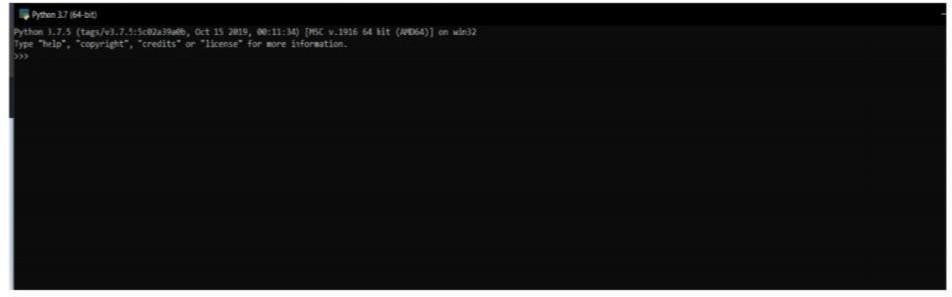 Python 3.7 (64-bit)
Python 3.7.5 (tags/v3.7.5:5c02a39a0b, Oct 15 2019, 00:11:34) [MSC v.1916 64 bit (AMD64)] on win32
Type "help", "copyright", "credits" or "license" for more information.
>>>